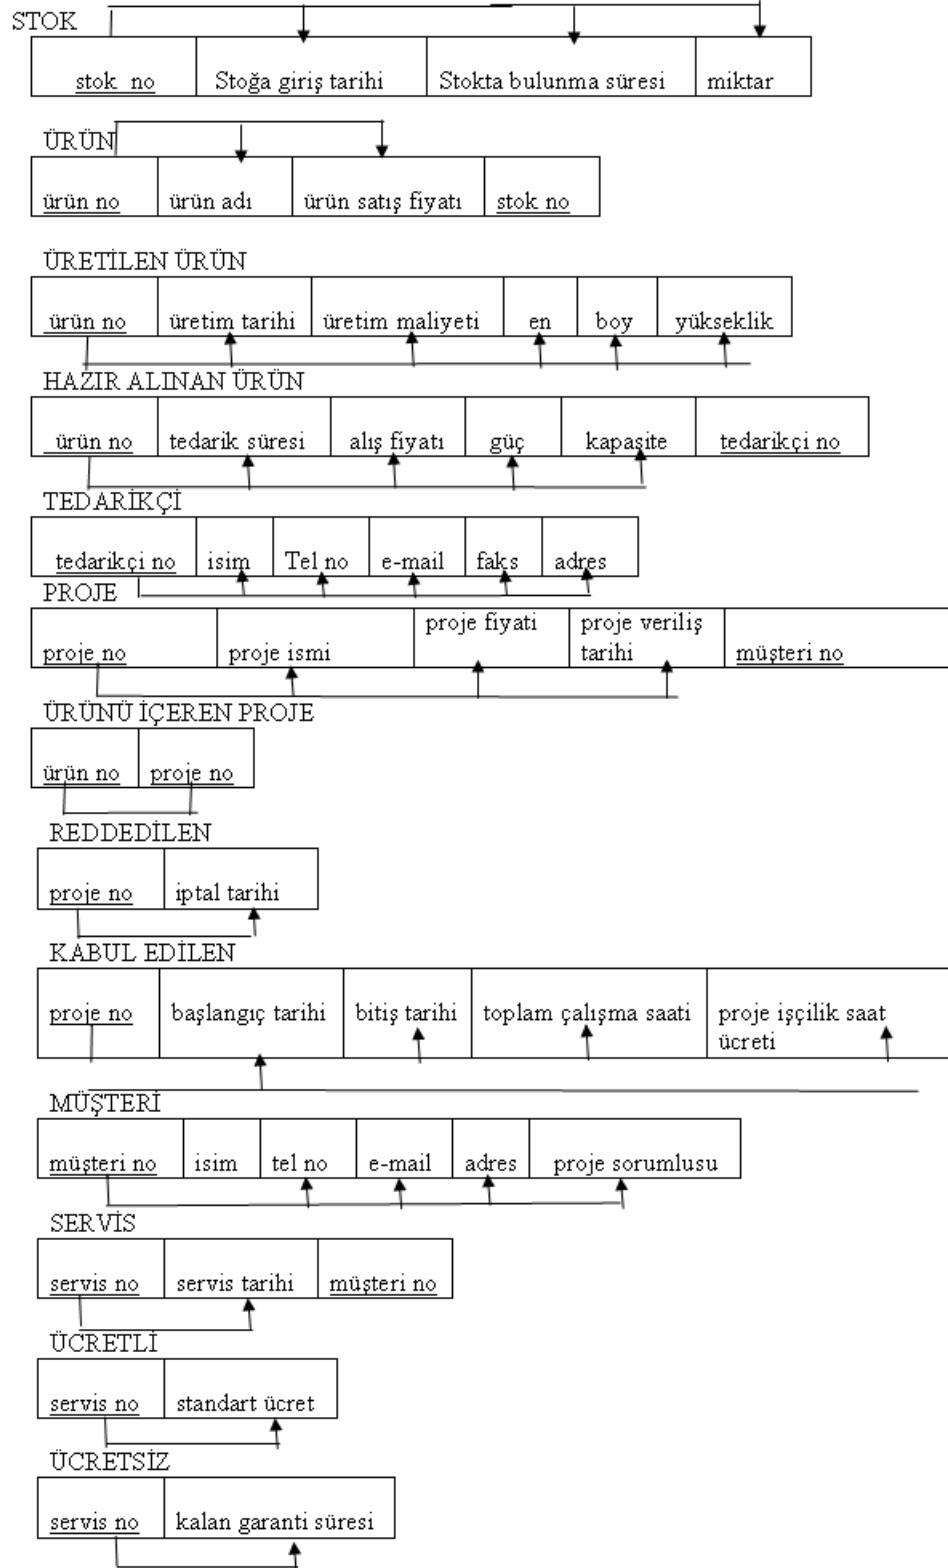 STOK
stok no Stoğa giriş tarihi Stokta bulunma süresi miktar
ÜRÜN
ürün no ürün adı ürün satış fiyatı stok no
ÜRETİLEN ÜRÜN
ürün no üretim tarihi üretim maliyeti en boy yükseklik
HAZIR ALINAN ÜRÜN
ürün no tedarik süresi alış fiyatı güç kapasite tedarikçi no
TEDARİKÇİ
tedarikçi no isim Tel no e-mail faks adres
PROJE
proje fiyati proje veriliş
proje no proje ismi tarihi müşteri no
ÜRÜNÜ İÇEREN PROJE
ürün no proje no
REDDEDİLEN
proje no iptal tarihi
KABUL EDİLEN
proje no başlangıç tarihi bitiş tarihi toplam çalışma saati proje işçilik saat
ücreti
MÜŞTERİ
müşteri no isim tel no e-mail adres proje sorumlusu
SERVİS
servis no servis tarihi müşteri no
ÜCRETLİ
servis no standart ücret
ÜCRETSİZ
servis no kalan garanti süresi